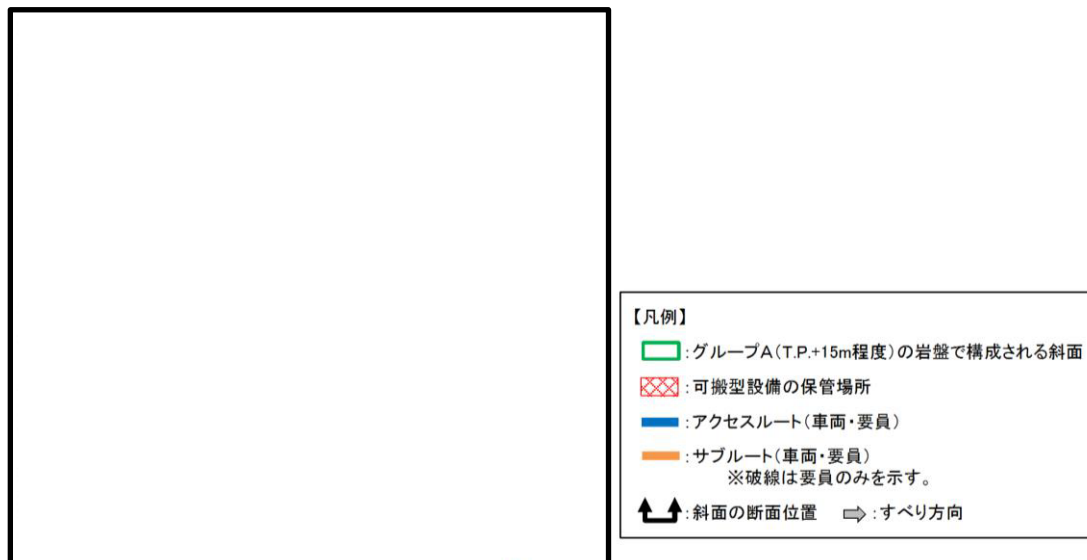 【凡例】
:グループA(T.P.+15m程度)の岩盤で構成される斜面
:可搬型設備の保管場所
:アクセスルート(車両・要員)
:サブルート(車両・要員)
※破線は要員のみを示す。
:斜面の断面位置 :すべり方向